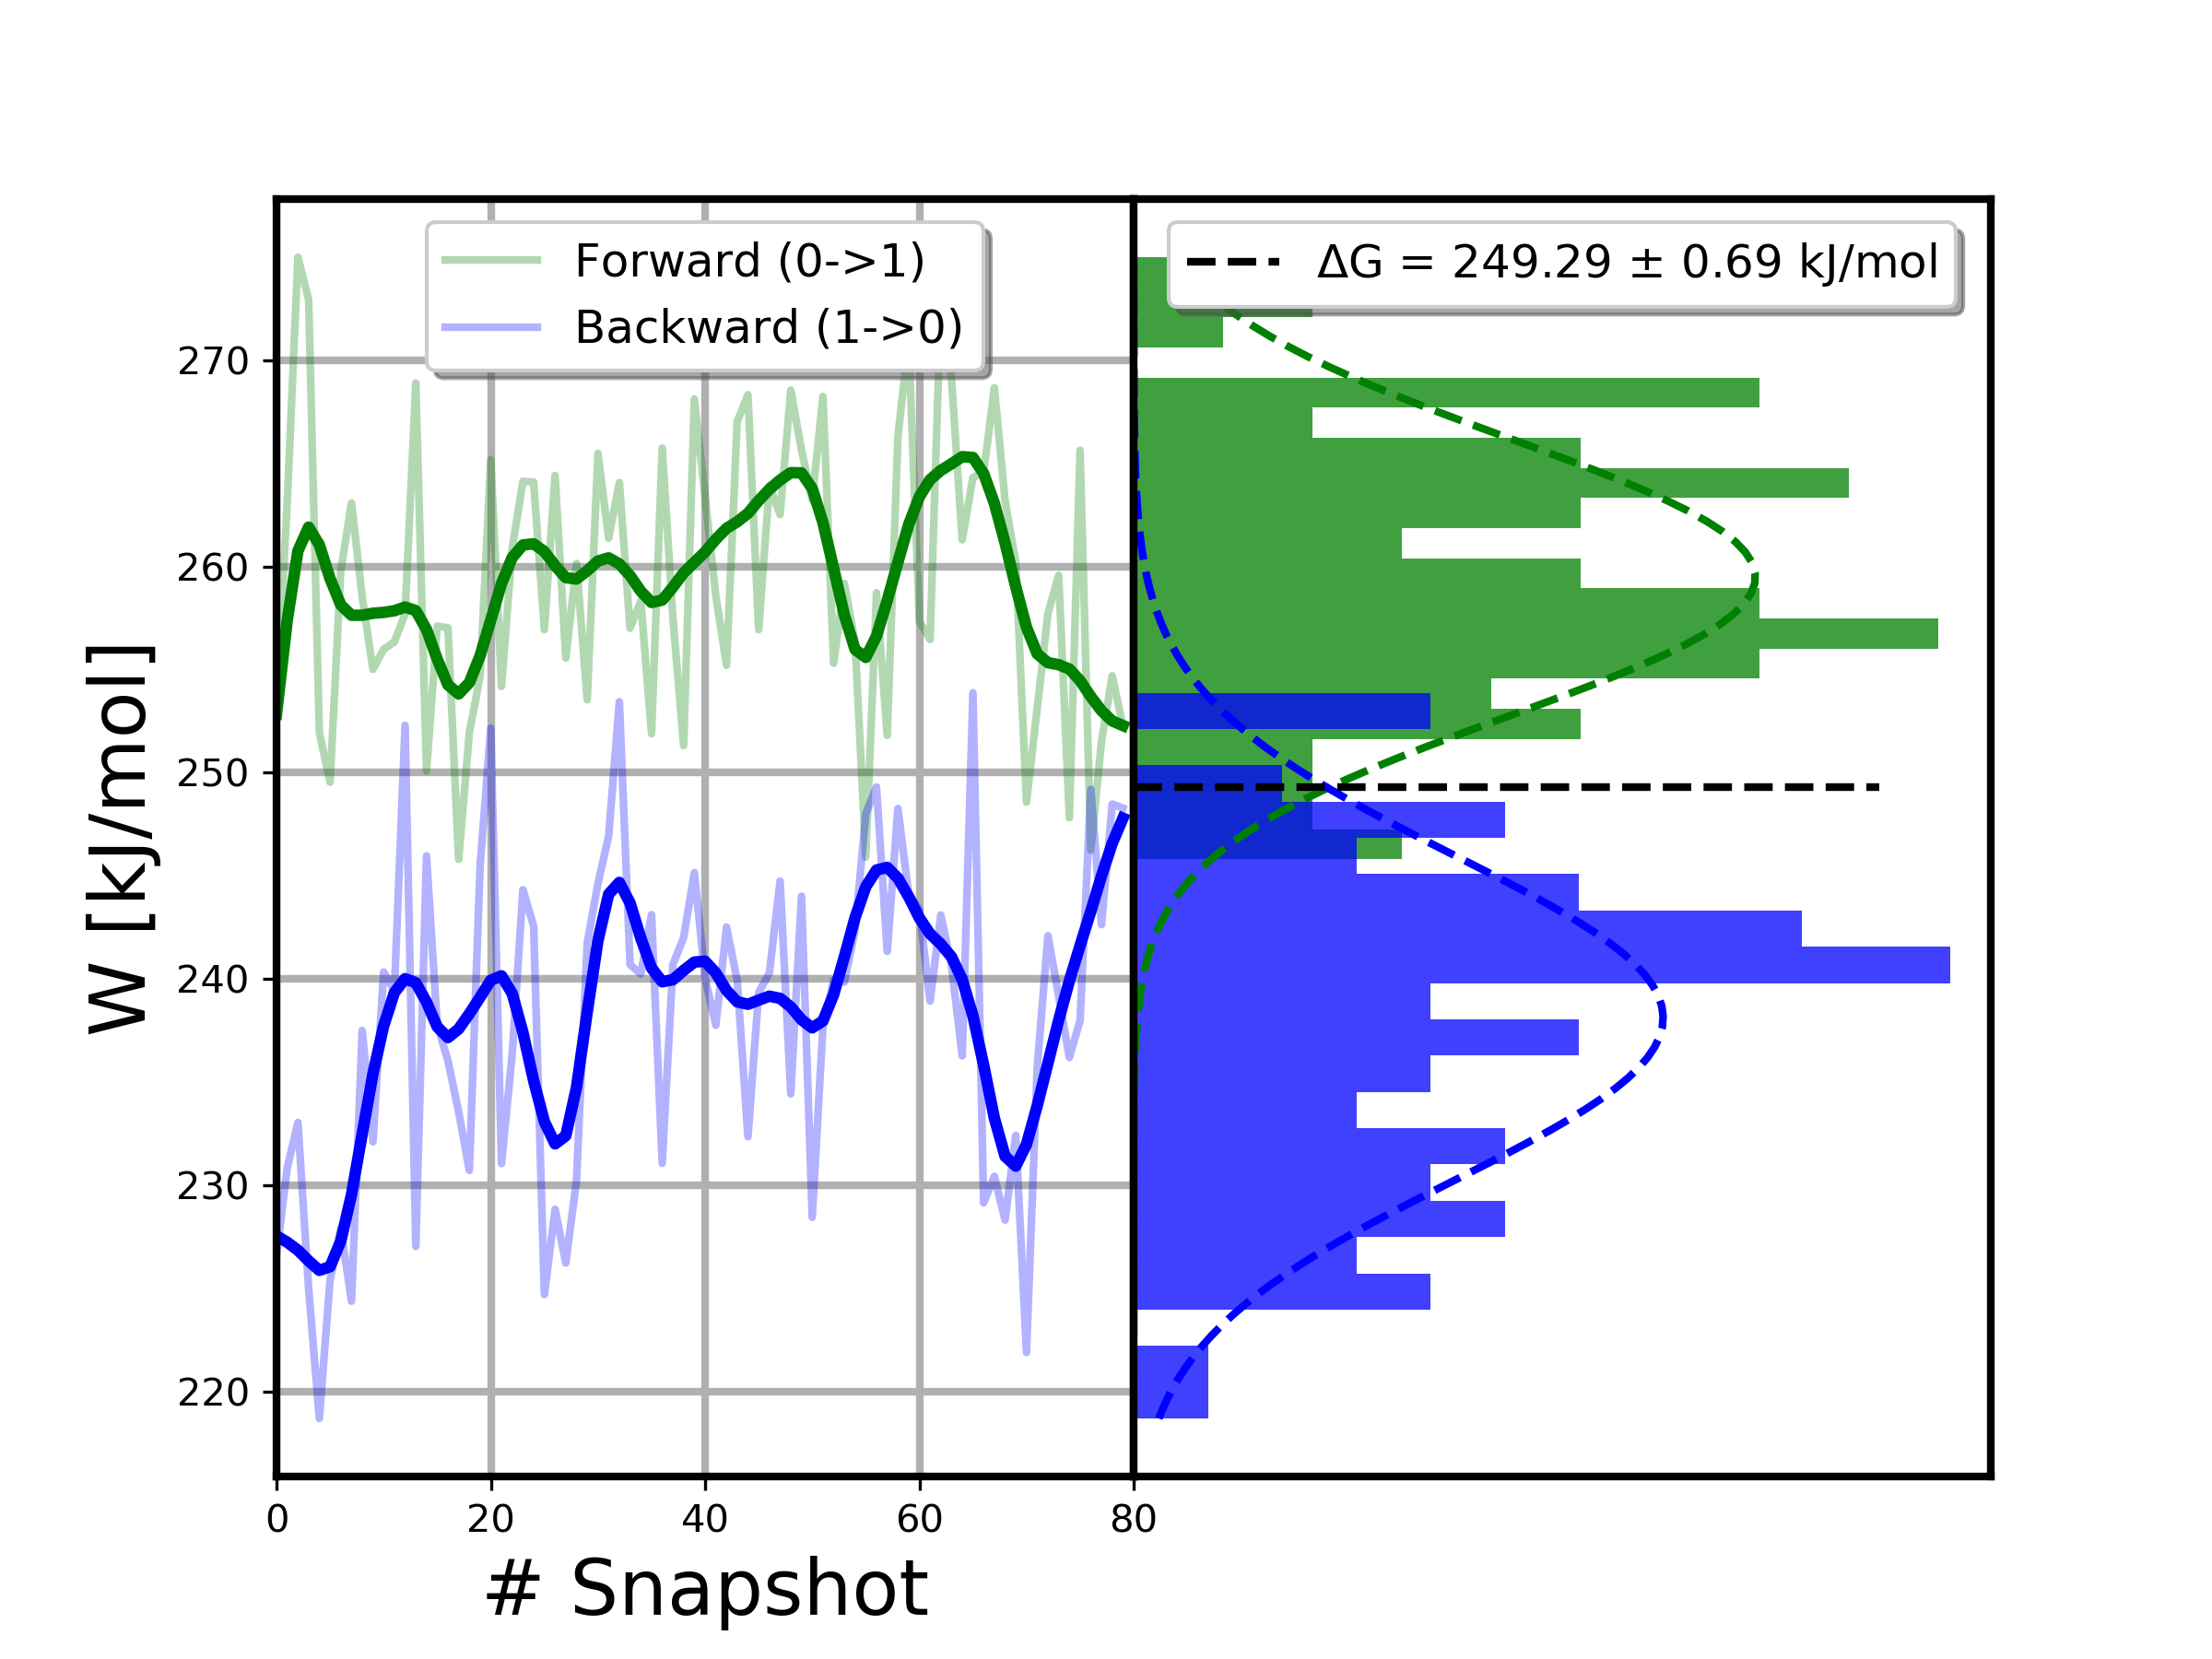 Forward (0->1)
Backward (1->0)
ΔG = 249.29 ± 0.69 kJ/mol
W [kJ/mol]
270
260
250
240
230
220
0 20 40 60 80
# Snapshot